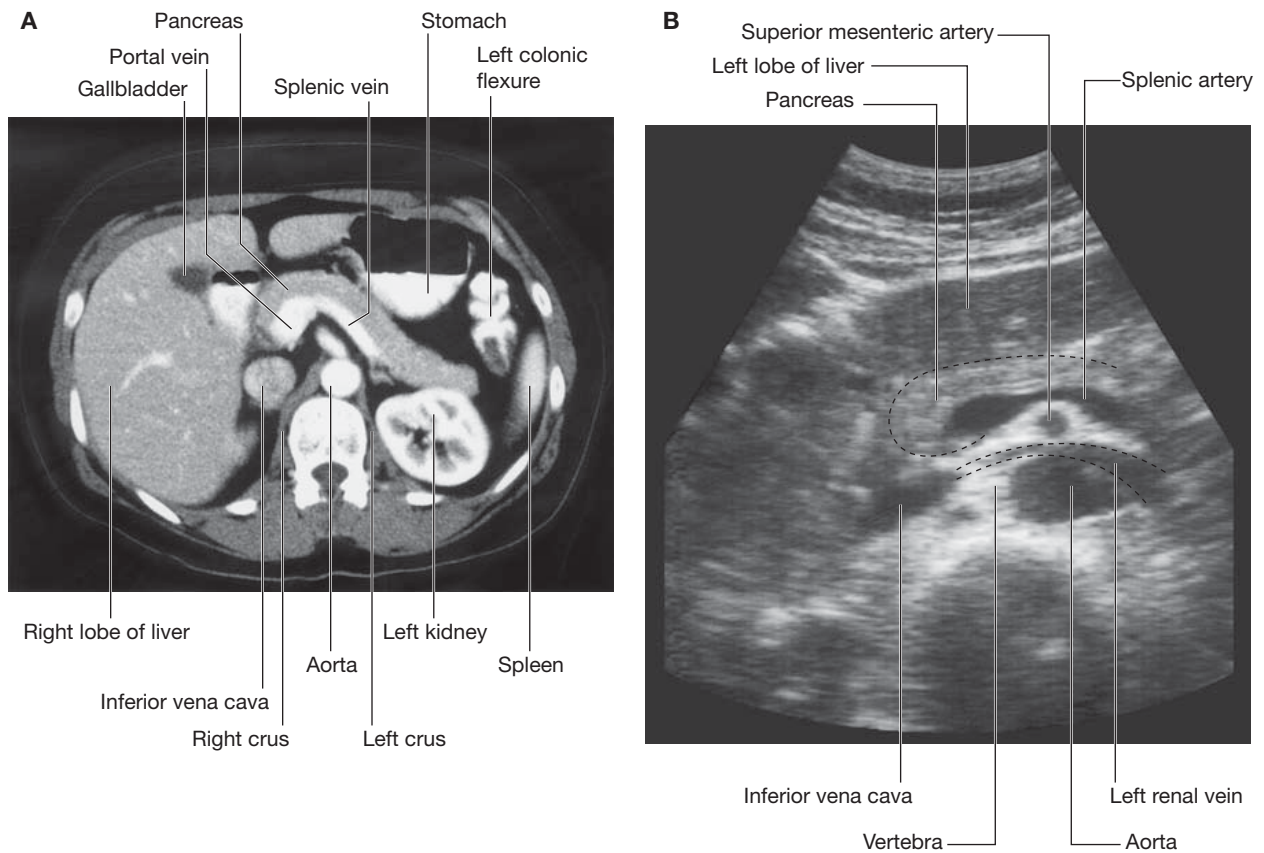 A
Pancreas
Stomach
Portal vein
Left colonic
flexure
Gallbladder
Splenic vein
Right lobe of liver
Left kidney
Aorta
Spleen
Inferior vena cava
Right crus
Left crus
B
Superior mesenteric artery
Left lobe of liver
Splenic artery
Pancreas
Inferior vena cava
Left renal vein
Vertebra
Aorta